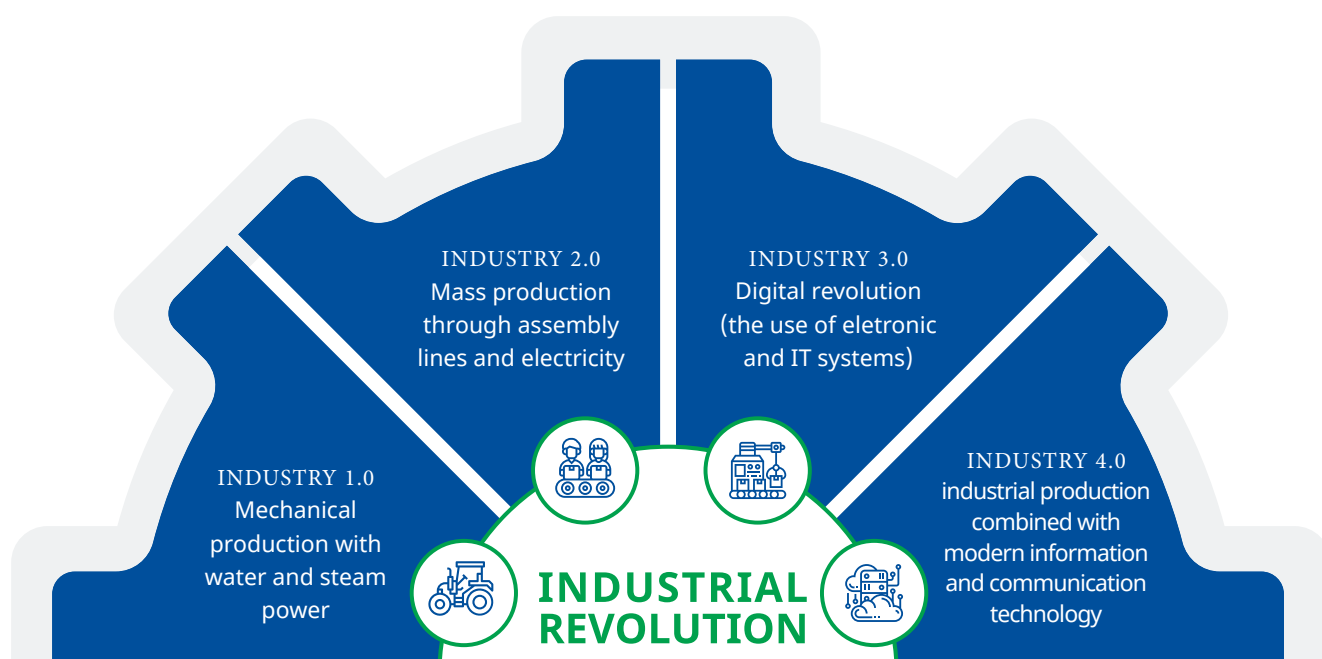 INDUSTRY 1.0
Mechanical
production with
water and steam
power
INDUSTRY 2.0
Mass production
through assembly
lines and electricity
INDUSTRY 3.0
Digital revolution
(the use of eletronic
and IT systems)
INDUSTRY 4.0
industrial production
combined with
modern information
and communication
technology
INDUSTRIAL
REVOLUTION